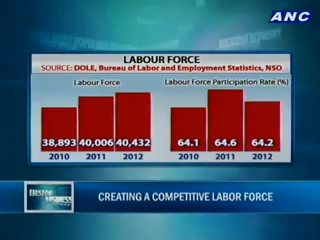 ANC
LABOUR FORCE
SOURCE: DOLE, Bureau of Labor and Employment Statistics, NSO
Labour Force
38,893 40,006 40,432
2010 2011 2012
Labour Force Participation Rate (%)
64.1 64.6 64.2
2010 2011 2012
INSIDE
BUSINESS
CREATING A COMPETITIVE LABOR FORCE